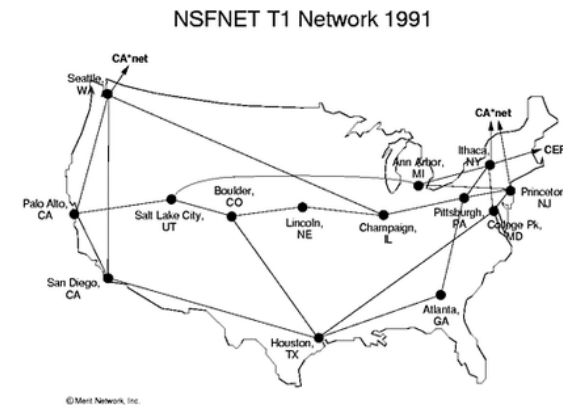 NSFNET T1 Network 1991
CA*net
Seattle,
WA
CA*net
Ithaca,
NY
CER
Ann Arbor,
MI
Princeton,
NJ
Boulder,
CO
Palo Alto,
CA
Salt Lake City,
UT
Lincoln,
NE
Champaign,
IL
Pittsburgh,
PA
College Pk,
MD
San Diego,
CA
Atlanta,
GA
Houston,
TX
© Merit Network, Inc.